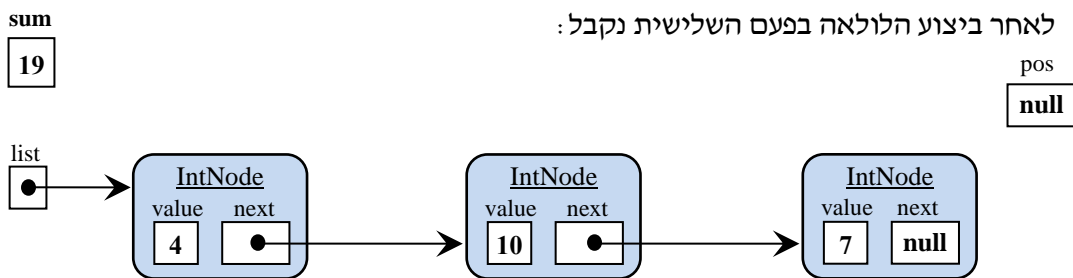 לאחר ביצוע הלולאה בפעם השלישית נקבל:
sum
19
pos
null
list
IntNode
value next
4
IntNode
value next
10
IntNode
value next
7 null